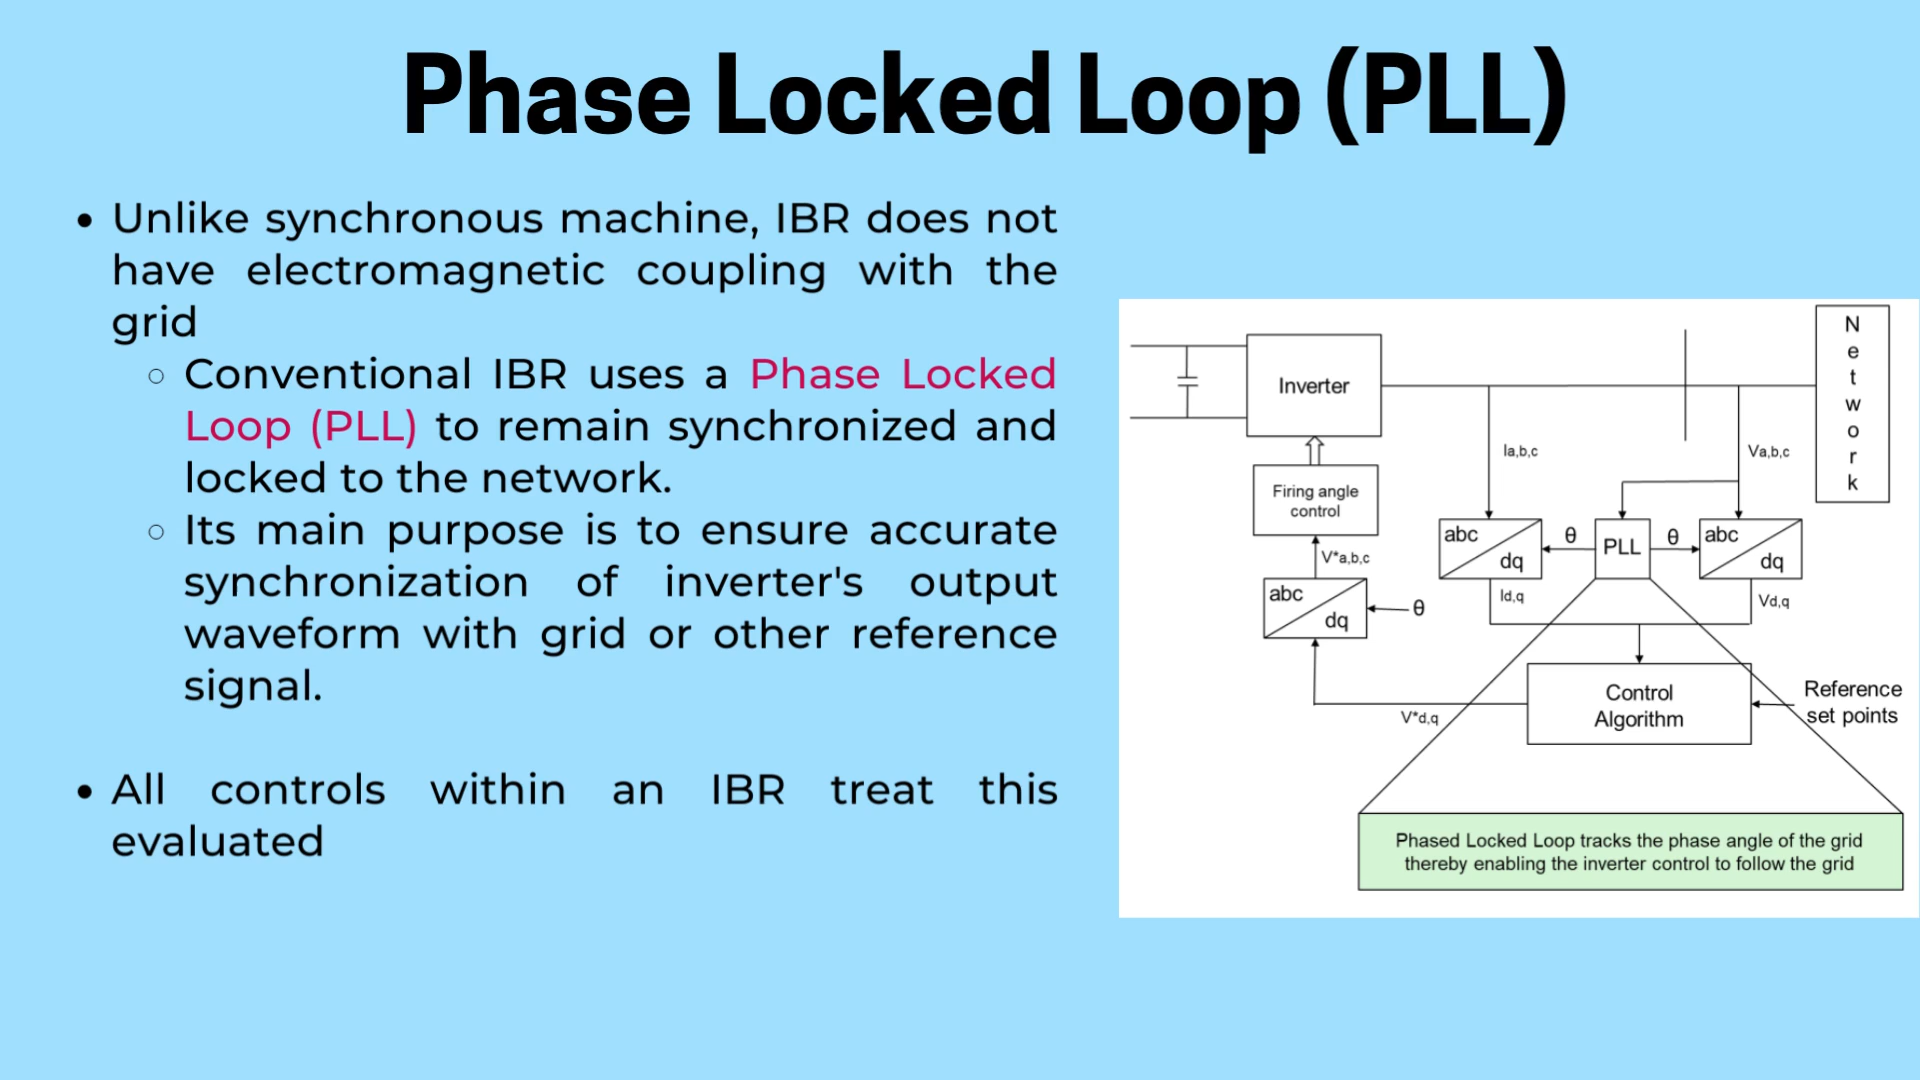 Phase Locked Loop (PLL)
Unlike synchronous machine, IBR does not
have electromagnetic coupling with the
grid
Conventional IBR uses a Phase Locked
Loop (PLL) to remain synchronized and
locked to the network.
Its main purpose is to ensure accurate
synchronization of inverter's output
waveform with grid or other reference
signal.
All controls within an IBR treat this
evaluated
Network
Inverter
Ia,b,c
Va,b,c
Firing angle
control
V*a,b,c
abc
dq
θ
PLL
θ
abc
dq
Id,q
Vd,q
abc
dq
θ
Control
Algorithm
Reference
set points
V*d,q
Phased Locked Loop tracks the phase angle of the grid
thereby enabling the inverter control to follow the grid